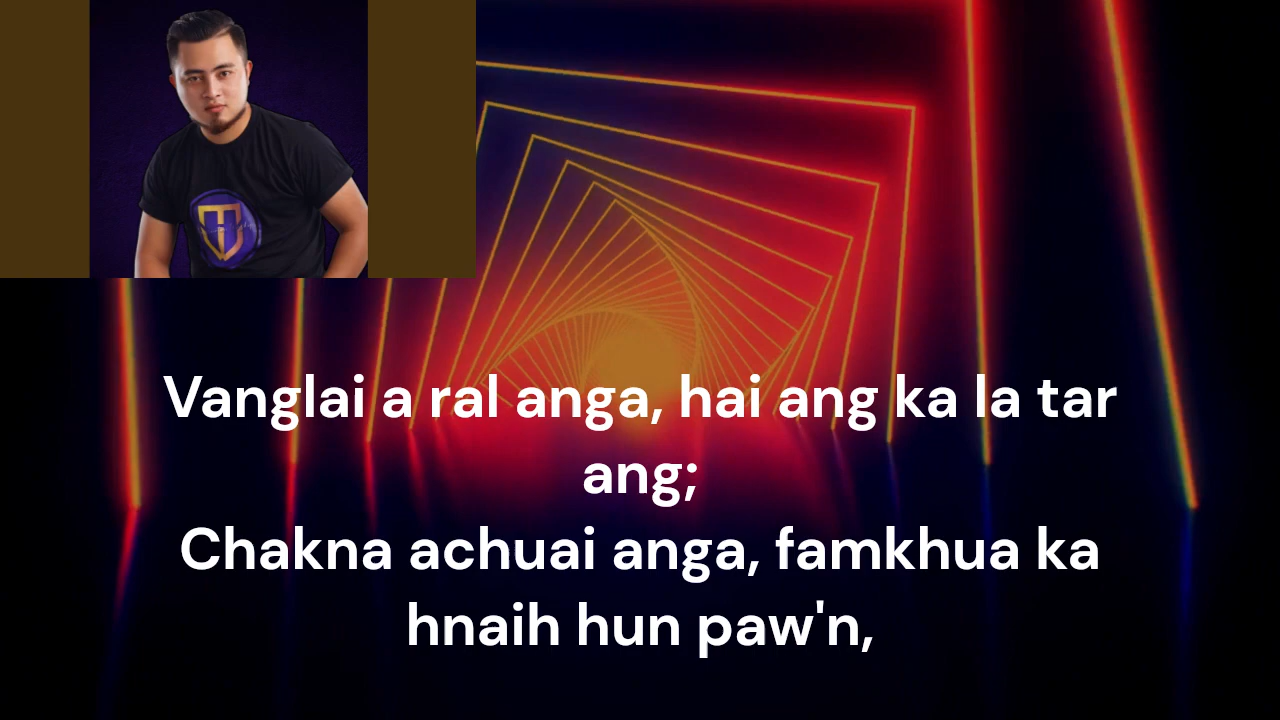 Vanglai a ral anga, hai ang ka la tar
ang;
Chakna achuai anga, famkhua ka
hnaih hun paw'n,